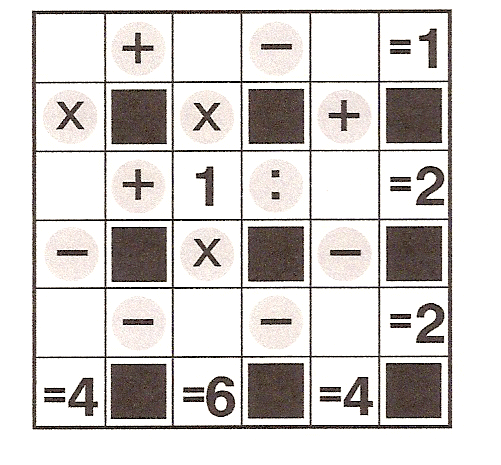 + − =1
x x +
+ 1 : =2
− x −
− − =2
=4 =6 =4